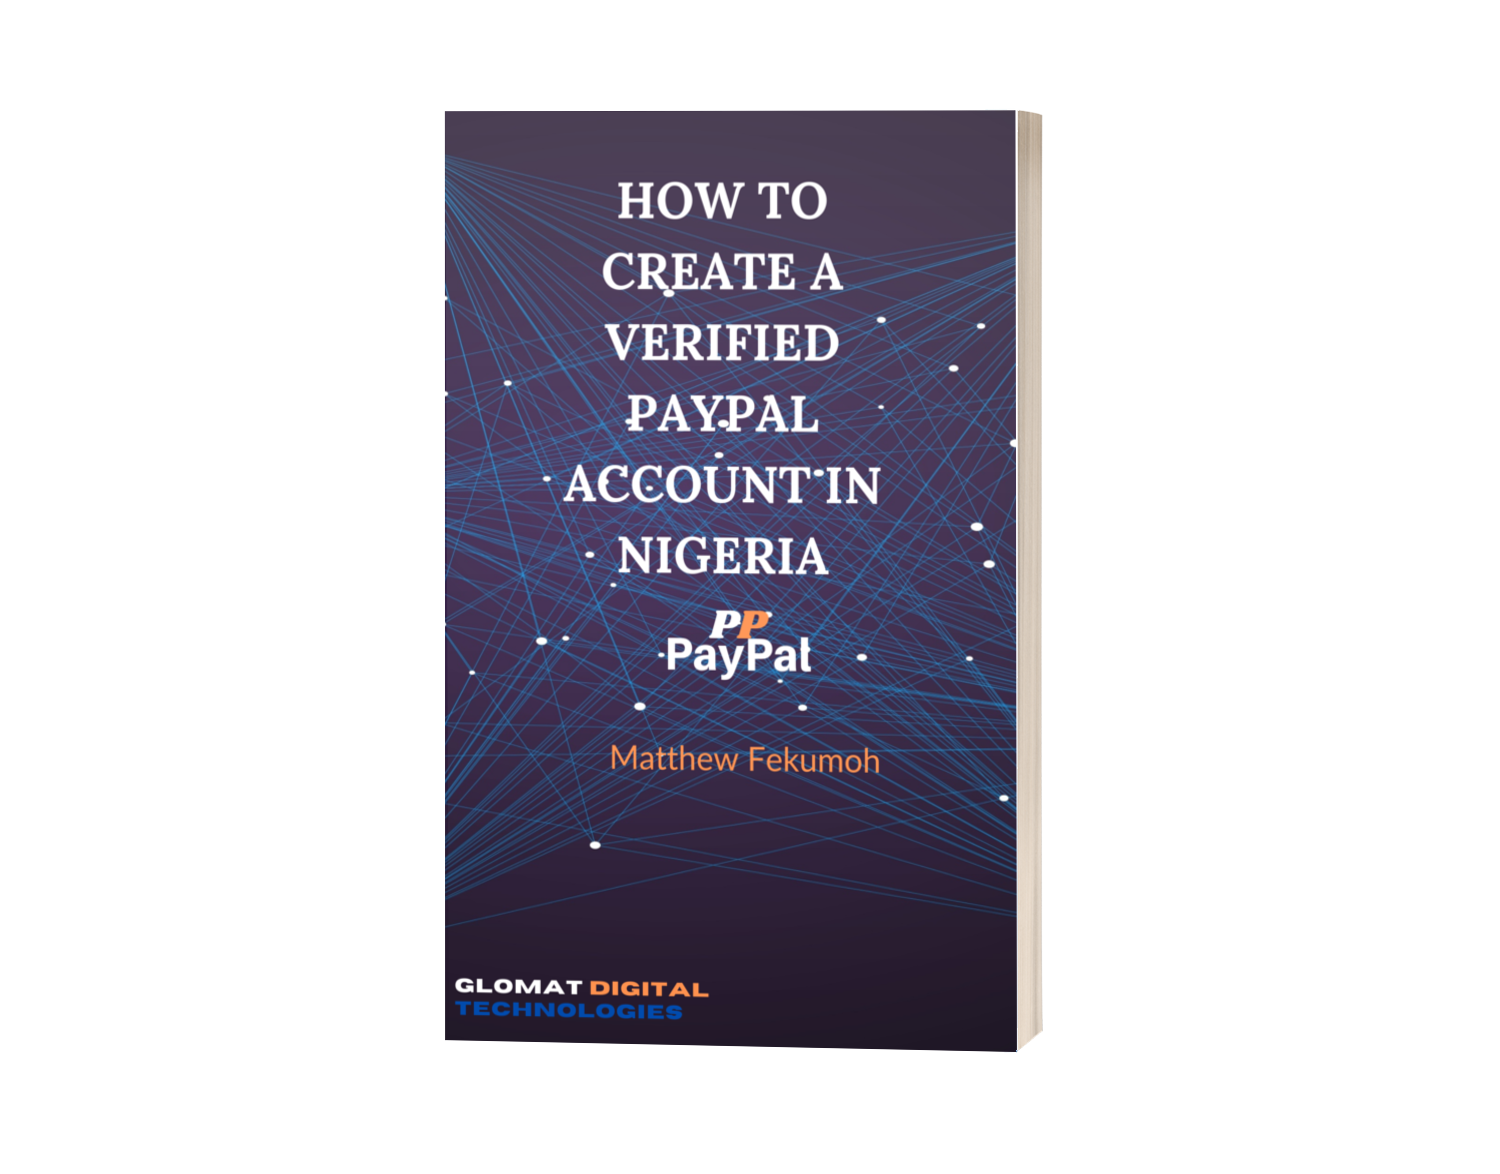 HOW TO
CREATE A
VERIFIED
PAYPAL
ACCOUNT IN
NIGERIA
PP
PayPal
Matthew Fekumoh
GLOMAT DIGITAL
TECHNOLOGIES